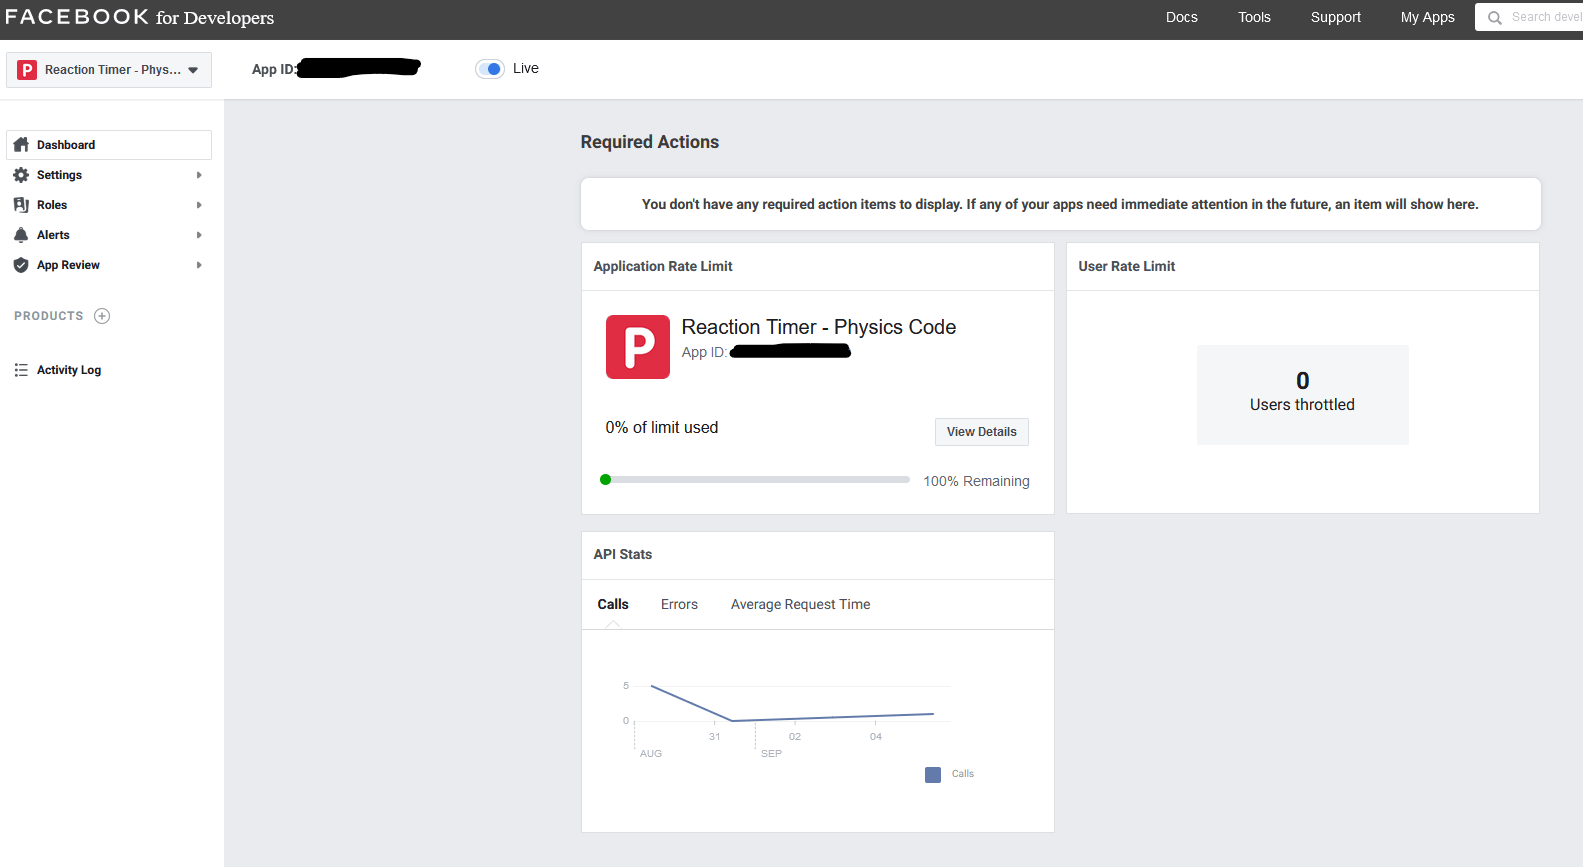 FACEBOOK for Developers
Docs
Tools
Support
My Apps
Search devel
P
Reaction Timer - Phys...
App ID:
Live
Dashboard
Settings
Roles
Alerts
App Review
PRODUCTS
Activity Log
Required Actions
You don't have any required action items to display. If any of your apps need immediate attention in the future, an item will show here.
Application Rate Limit
P
Reaction Timer - Physics Code
App ID:
0% of limit used
View Details
100% Remaining
User Rate Limit
0
Users throttled
API Stats
Calls
Errors
Average Request Time
5
0
31
02
04
AUG
SEP
Calls